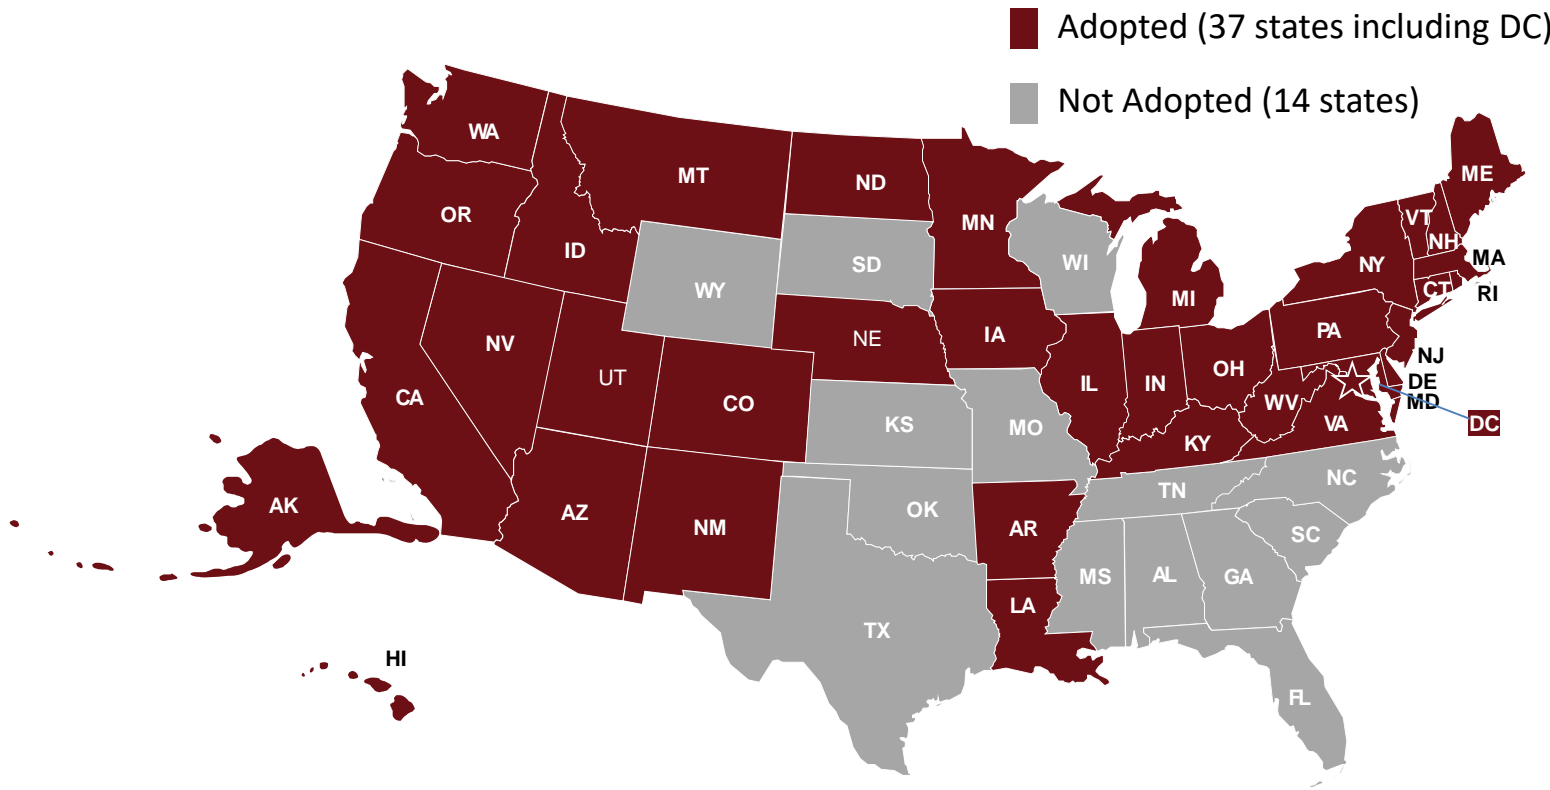 Adopted (37 states including DC)
Not Adopted (14 states)
WA
MT
ND
ME
OR
MN
VT
ID
NH
SD
WI
NY
MA
WY
MI
CT
RI
NE
IA
PA
NV
NJ
UT
OH
IL
IN
DE
CA
CO
WV
MD
KS
MO
VA
DC
KY
NC
TN
AK
OK
AZ
NM
AR
SC
MS
AL
GA
LA
TX
HI
FL